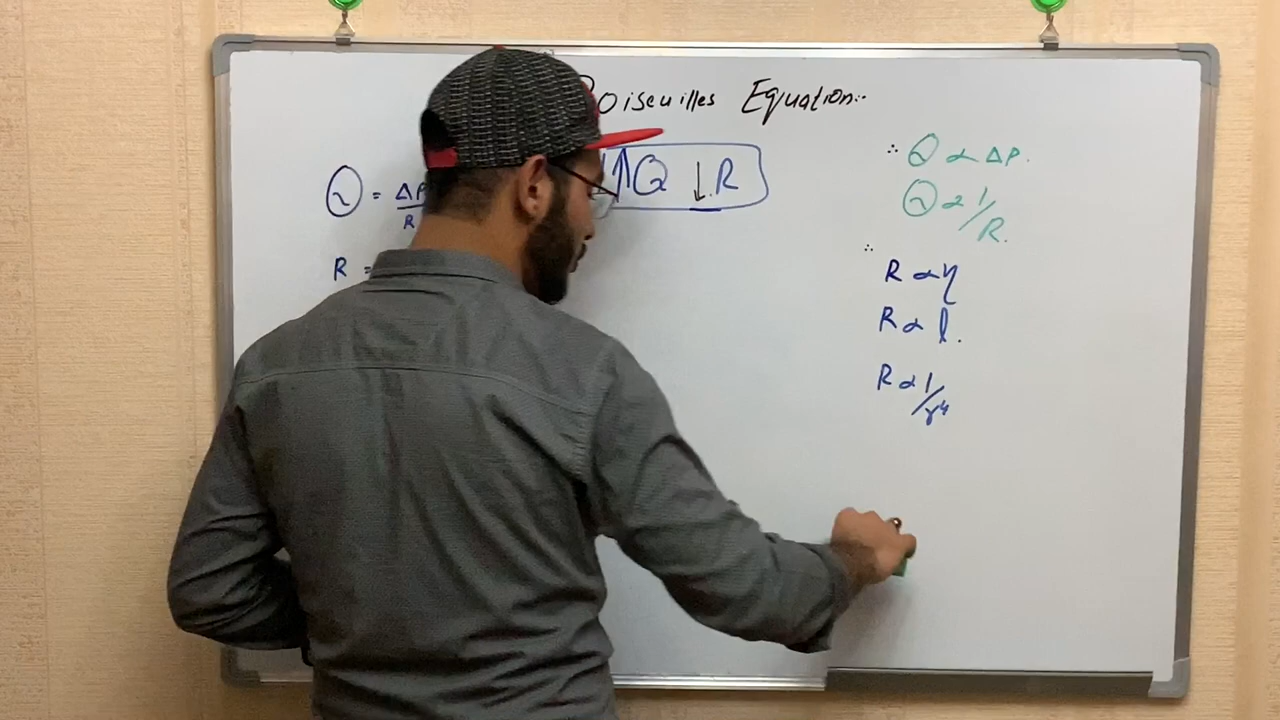 Poiseuilles Equation:-
Q = ΔP/R
↑Q ↓R
R =
∴ Q ∝ ΔP.
Q ∝ 1/R.
∴
R ∝ η
R ∝ l.
R ∝ 1/r⁴